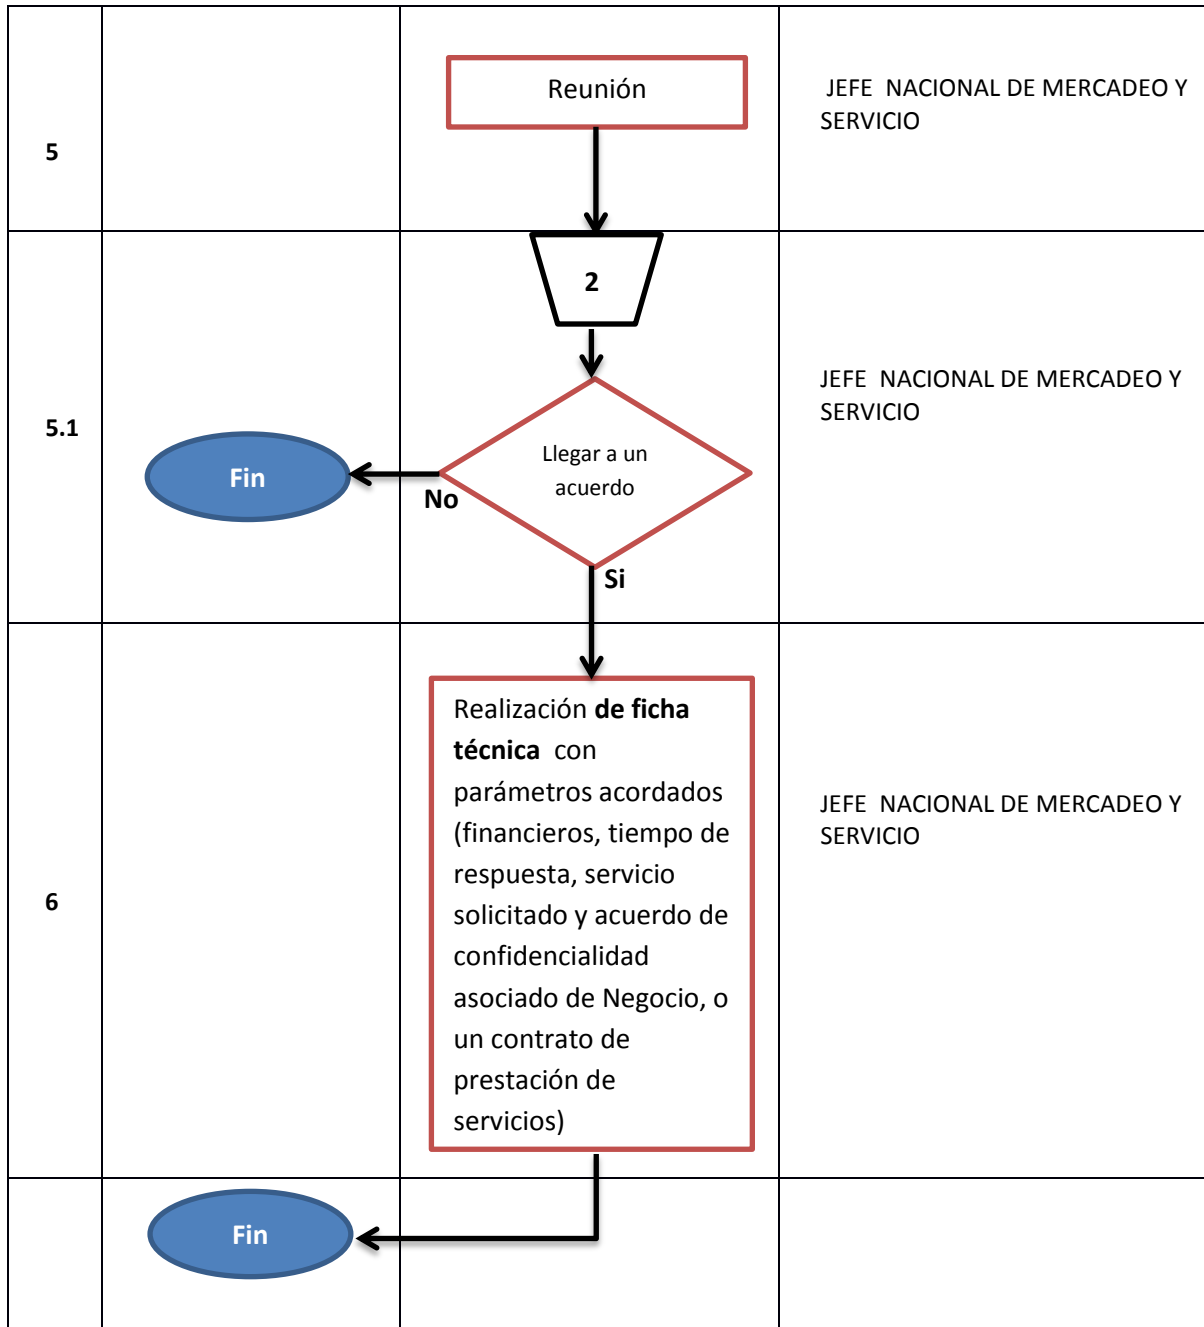 5
Reunión
JEFE NACIONAL DE MERCADEO Y
SERVICIO
2
5.1
Fin
No
Llegar a un
acuerdo
Si
JEFE NACIONAL DE MERCADEO Y
SERVICIO
6
Realización de ficha
técnica con
parámetros acordados
(financieros, tiempo de
respuesta, servicio
solicitado y acuerdo de
confidencialidad
asociado de Negocio, o
un contrato de
prestación de
servicios)
JEFE NACIONAL DE MERCADEO Y
SERVICIO
Fin